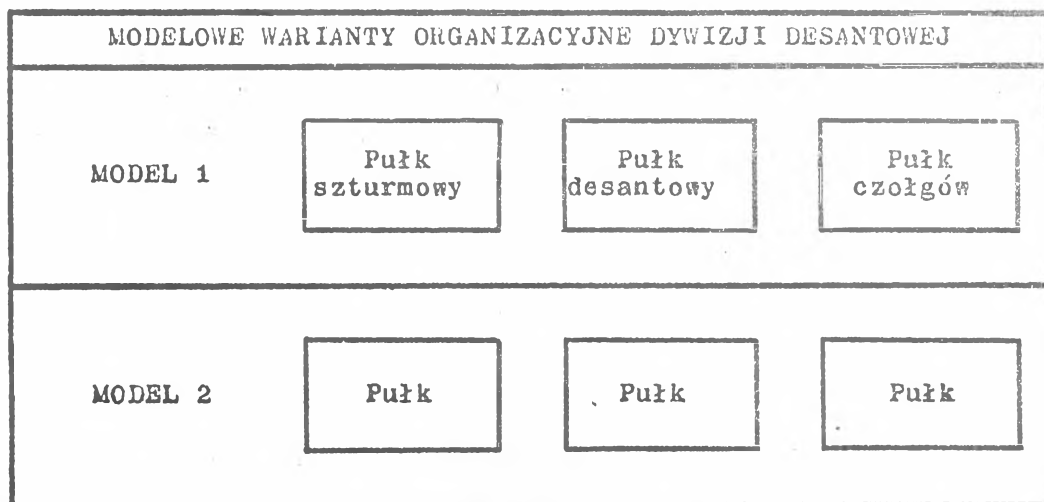 MODELOWE WARIANTY ORGANIZACYJNE DYWIZJI DESANTOWEJ
MODEL 1
Pułk
szturmowy
Pułk
desantowy
Pułk
czołgów
MODEL 2
Pułk
Pułk
Pułk